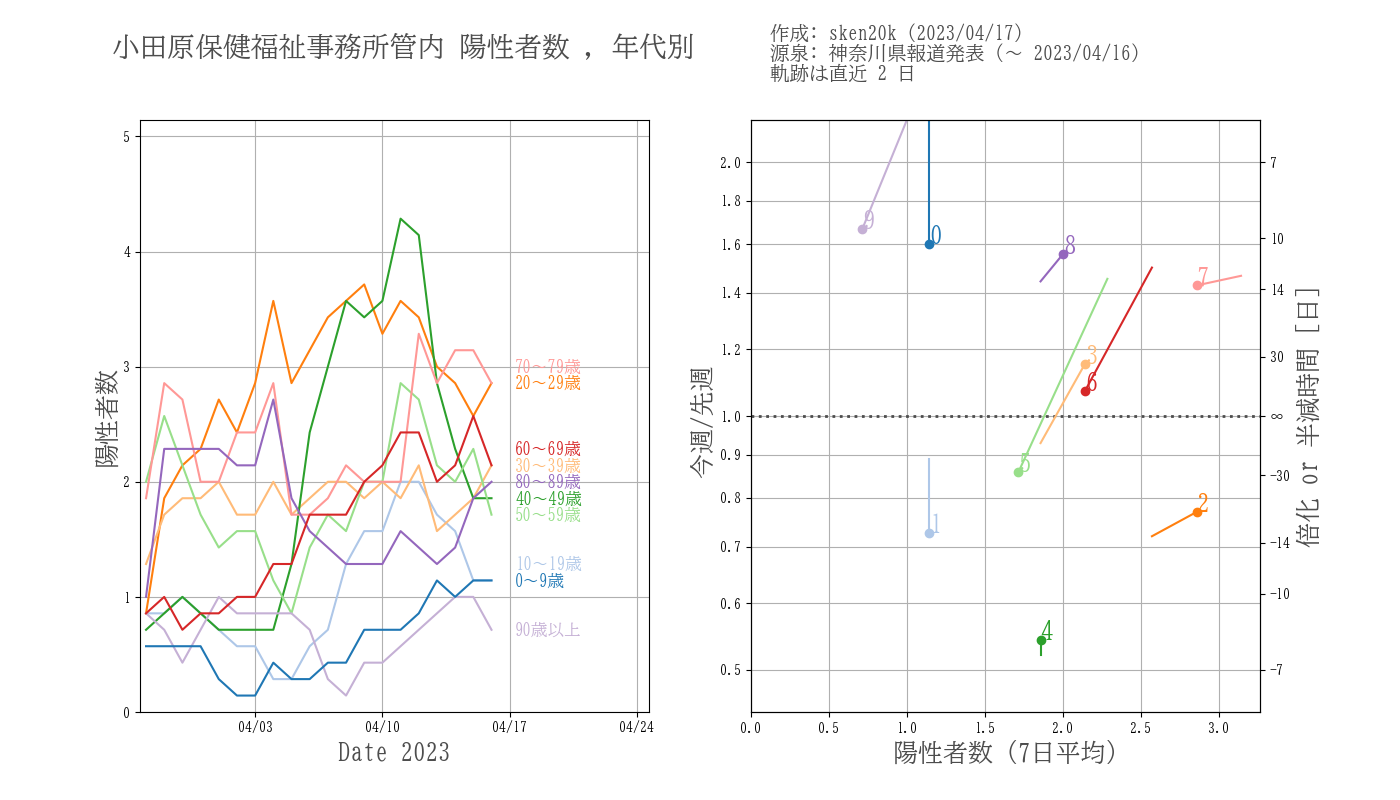 小田原保健福祉事務所管内 陽性者数 , 年代別
作成: sken20k (2023/04/17)
源泉: 神奈川県報道発表 (〜 2023/04/16)
軌跡は直近 2 日
陽性者数
5
4
3
2
1
0
04/03
04/10
04/17
04/24
Date 2023
70〜79歳
20〜29歳
60〜69歳
30〜39歳
80〜89歳
40〜49歳
50〜59歳
10〜19歳
0〜9歳
90歳以上
今週/先週
2.0
1.8
1.6
1.4
1.2
1.0
0.9
0.8
0.7
0.6
0.5
9
0
8
7
3
6
5
2
1
4
0.0
0.5
1.0
1.5
2.0
2.5
3.0
陽性者数 (7日平均)
7
10
14
30
∞
−30
−14
−10
−7
倍化 or 半減時間 [日]